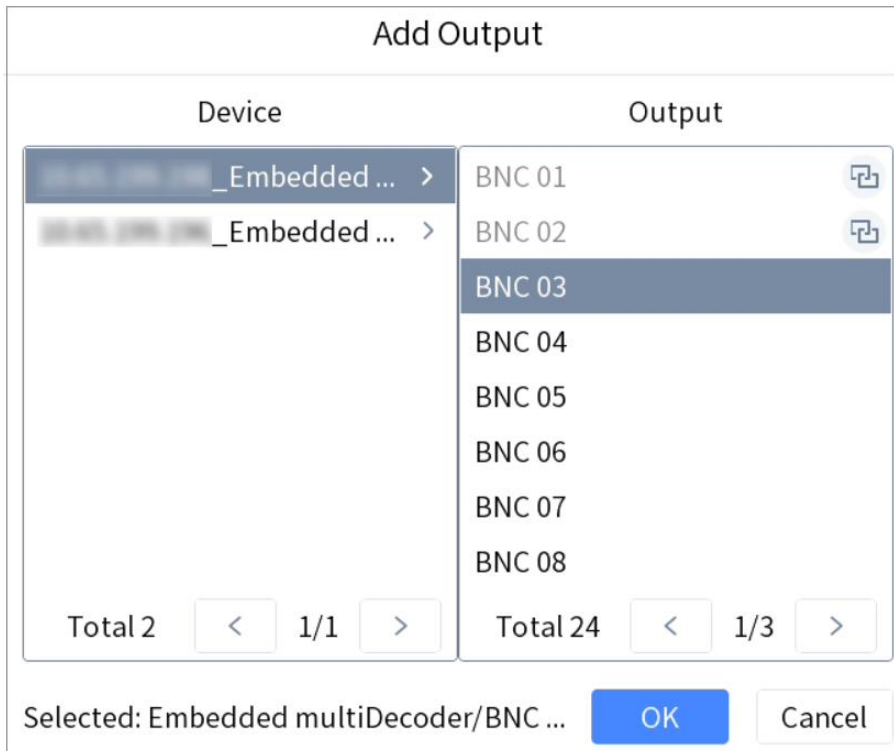 Add Output
Device
Output
_Embedded ... >
_Embedded ... >
BNC 01
BNC 02
BNC 03
BNC 04
BNC 05
BNC 06
BNC 07
BNC 08
Total 2 < 1/1 >
Total 24 < 1/3 >
Selected: Embedded multiDecoder/BNC ...
OK
Cancel